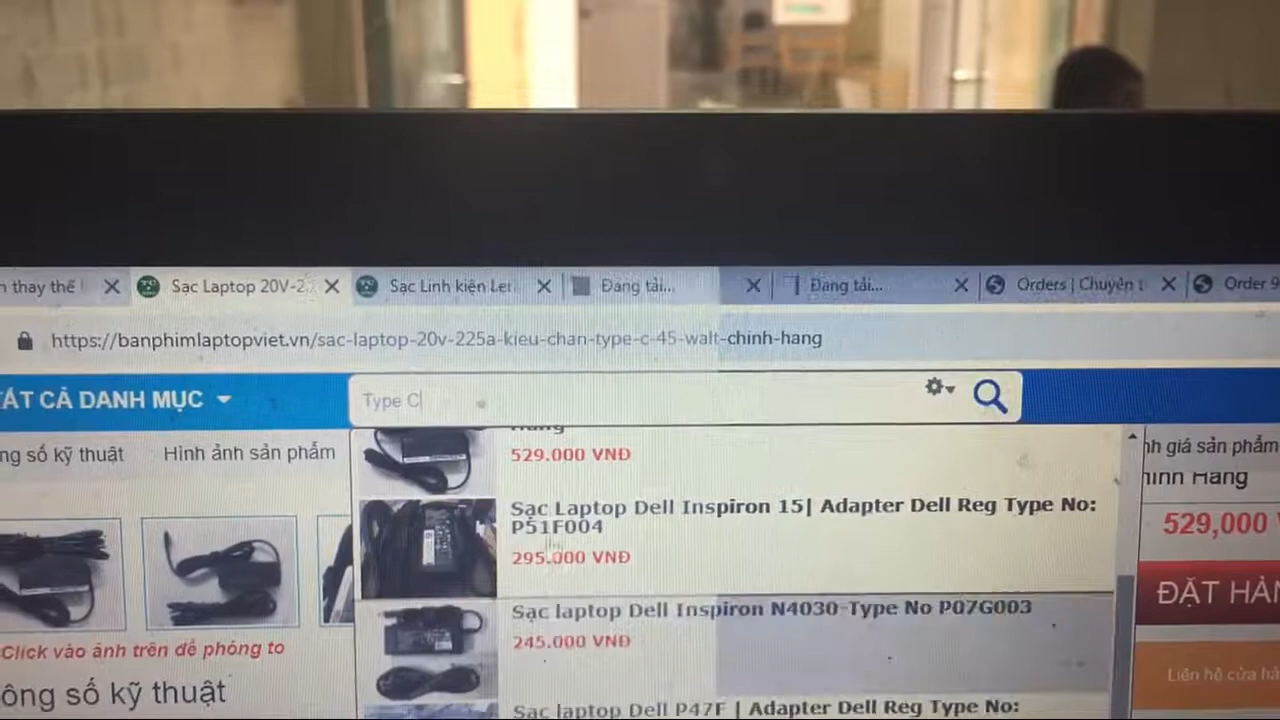 n thay thế
Sạc Laptop 20V-2.
Sạc Linh kiện Len
Đang tải...
Đang tải...
Orders | Chuyên
Order 9
https://banphimlaptopviet.vn/sac-laptop-20v-225a-kieu-chan-type-c-45-walt-chinh-hang
ẤT CẢ DANH MỤC
Type C
ng số kỹ thuật
Hình ảnh sản phẩm
Hãng
529.000 VNĐ
Sạc Laptop Dell Inspiron 15| Adapter Dell Reg Type No:
P51F004
295.000 VNĐ
Sạc laptop Dell Inspiron N4030-Type No P07G003
245.000 VNĐ
Sạc laptop Dell P47F | Adapter Dell Reg Type No:
nh giá sản phẩm
hính Hãng
529,000
ĐẶT HÀN
Liên hệ cửa hà
Click vào ảnh trên để phóng to
ông số kỹ thuật